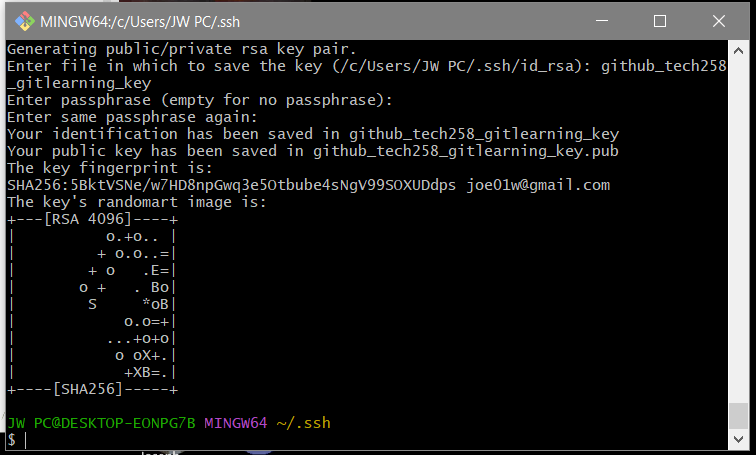 MINGW64:/c/Users/JW PC/.ssh
Generating public/private rsa key pair.
Enter file in which to save the key (/c/Users/JW PC/.ssh/id_rsa): github_tech258
_gitlearning_key
Enter passphrase (empty for no passphrase):
Enter same passphrase again:
Your identification has been saved in github_tech258_gitlearning_key
Your public key has been saved in github_tech258_gitlearning_key.pub
The key fingerprint is:
SHA256:5BktVSNe/w7HD8npGwq3e5Otbube4sNgV99SOXUDdps joe01w@gmail.com
The key's randomart image is:
+---[RSA 4096]----+
|           o.+o.. |
|          + o.o..=|
|         + o   .E=|
|        o +   . Bo|
|         S     *oB|
|             o.o=+|
|           ...+o+o|
|            o oX+.|
|             +XB=.|
+----[SHA256]-----+
JW PC@DESKTOP-EONPG7B MINGW64 ~/.ssh
$